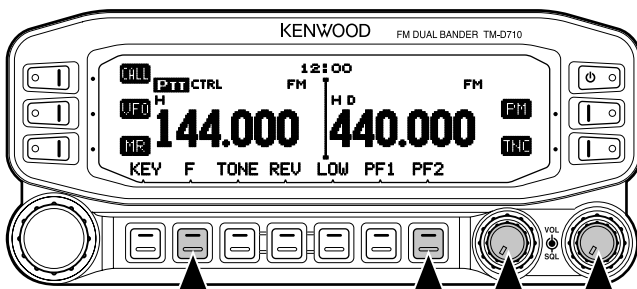 KENWOOD FM DUAL BANDER TM-D710
CALL 12:00
PTT CTRL FM FM
VFO H H D PM
144.000 440.000
MR TNC
KEY F TONE REV LOW PF1 PF2
VOL
SQL